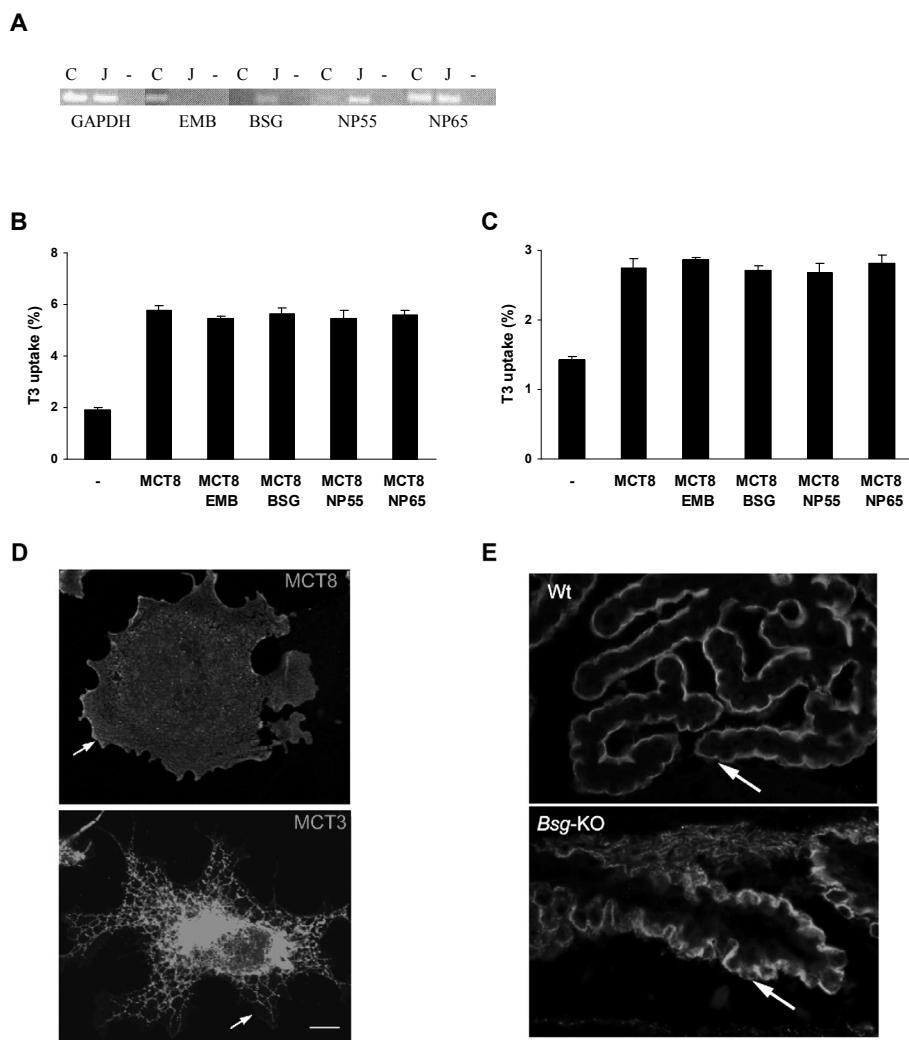 A
C J - C J - C J - C J - C J -
GAPDH EMB BSG NP55 NP65
B
8
6
4
2
0
T3 uptake (%)
- MCT8 MCT8 MCT8 MCT8 MCT8
EMB BSG NP55 NP65
C
3
2
1
0
T3 uptake (%)
- MCT8 MCT8 MCT8 MCT8 MCT8
EMB BSG NP55 NP65
D
MCT8
MCT3
E
Wt
Bsg-KO